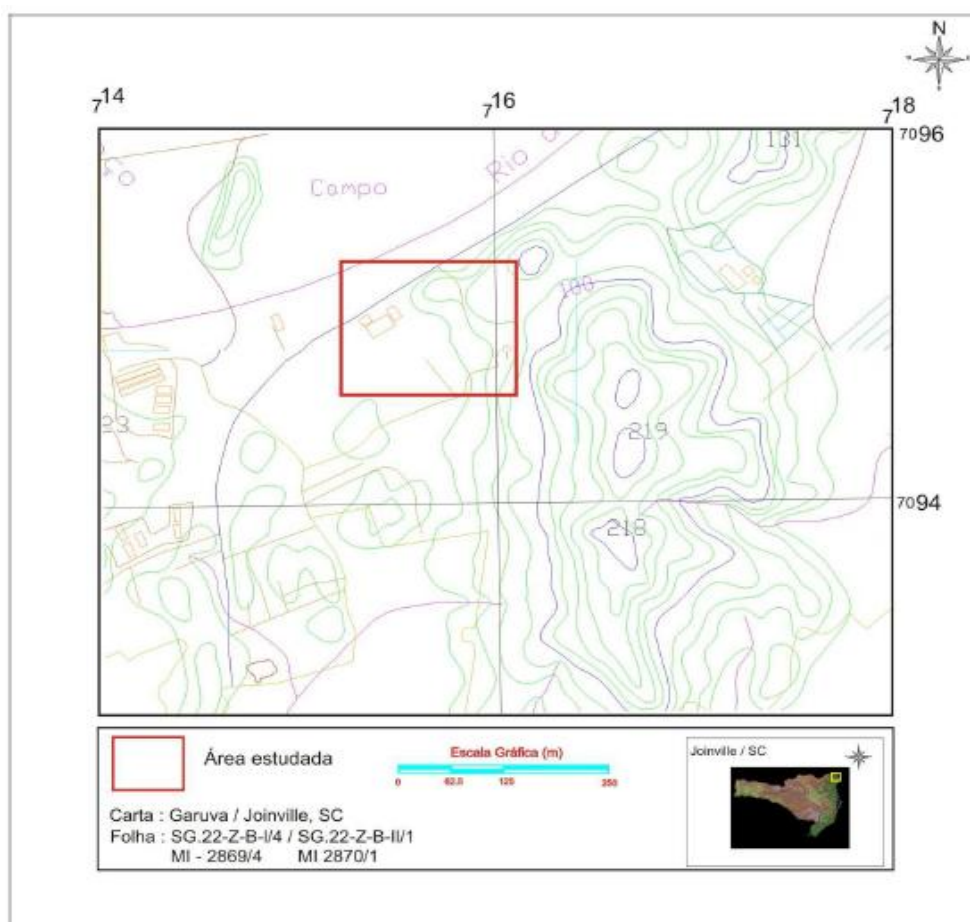 N
714
716
718
7096
131
Campo
Rio
100
219
7094
218
Área estudada
Escala Gráfica (m)
0 62.5 125 250
Carta : Garuva / Joinville, SC
Folha : SG.22-Z-B-I/4 / SG.22-Z-B-II/1
MI - 2869/4 MI 2870/1
Joinville / SC